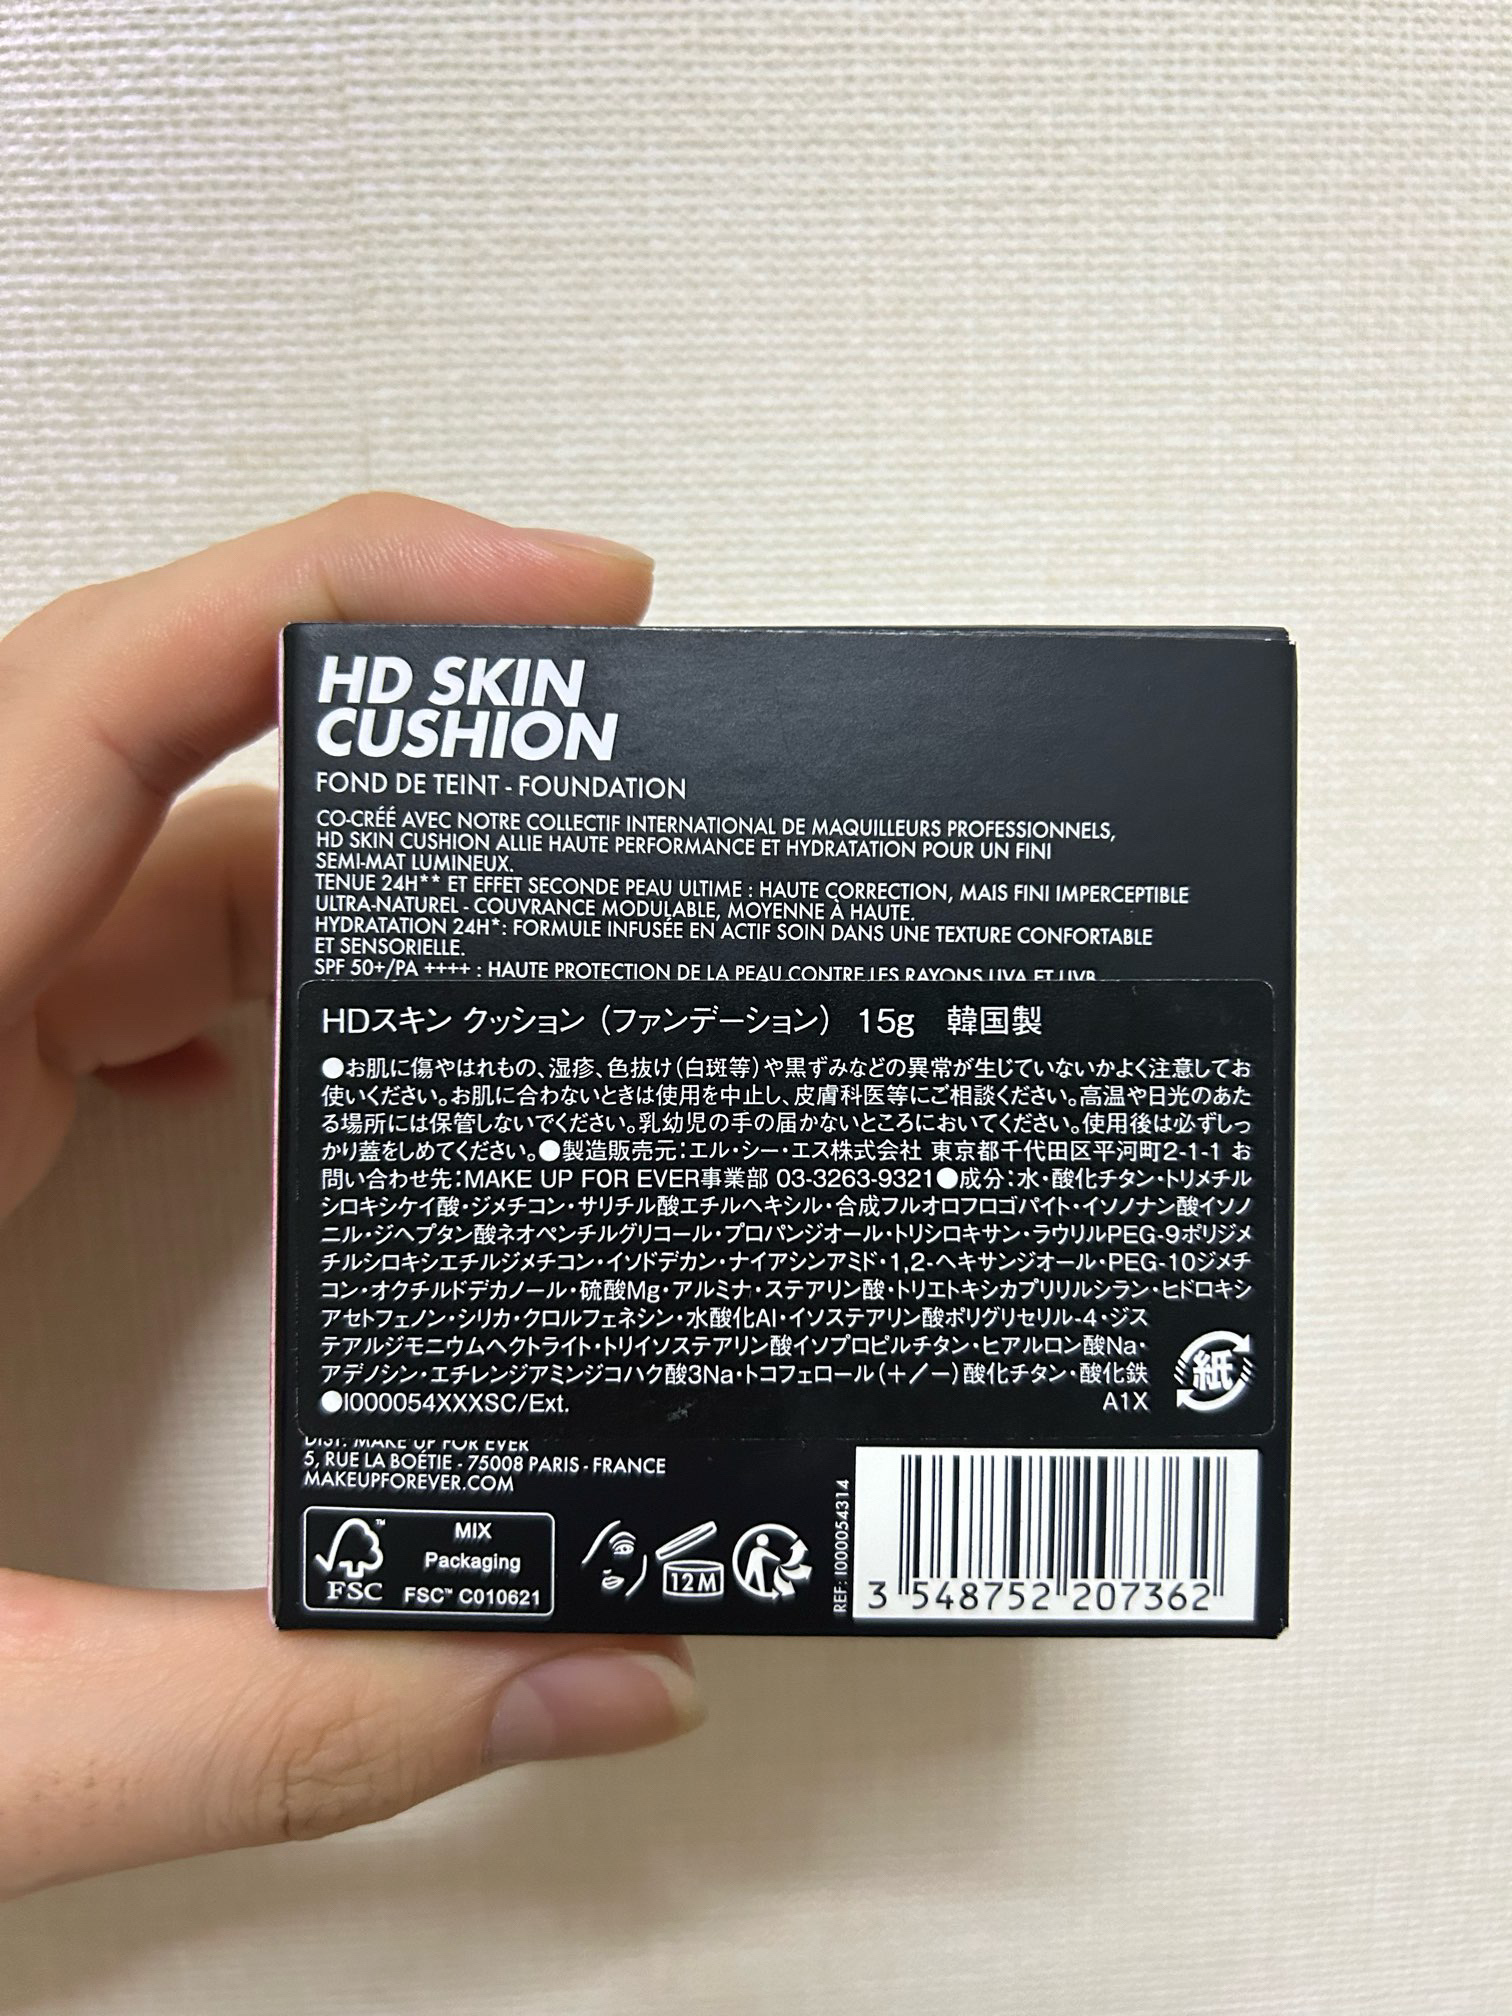 HD SKIN
CUSHION
FOND DE TEINT - FOUNDATION
CO-CRÉÉ AVEC NOTRE COLLECTIF INTERNATIONAL DE MAQUILLEURS PROFESSIONNELS,
HD SKIN CUSHION ALLIE HAUTE PERFORMANCE ET HYDRATATION POUR UN FINI
SEMI-MAT LUMINEUX.
TENUE 24H** ET EFFET SECONDE PEAU ULTIME : HAUTE CORRECTION, MAIS FINI IMPERCEPTIBLE
ULTRA-NATUREL - COUVRANCE MODULABLE, MOYENNE À HAUTE.
HYDRATATION 24H* : FORMULE INFUSÉE EN ACTIF SOIN DANS UNE TEXTURE CONFORTABLE
ET SENSORIELLE.
SPF 50+/PA ++++ : HAUTE PROTECTION DE LA PEAU CONTRE LES RAYONS UVA ET UVB
HDスキン クッション（ファンデーション） 15g 韓国製
●お肌に傷やはれもの、湿疹、色抜け（白斑等）や黒ずみなどの異常が生じていないかよく注意してお
使いください。お肌に合わないときは使用を中止し、皮膚科医等にご相談ください。高温や日光のあた
る場所には保管しないでください。乳幼児の手の届かないところにおいてください。使用後は必ずしっ
かり蓋をしめてください。●製造販売元：エル・シー・エス株式会社 東京都千代田区平河町2-1-1 お
問い合わせ先：MAKE UP FOR EVER事業部 03-3263-9321●成分：水・酸化チタン・トリメチル
シロキシケイ酸・ジメチコン・サリチル酸エチルヘキシル・合成フルオロフロゴパイト・イソノナン酸イソノ
ニル・ジヘプタン酸ネオペンチルグリコール・プロパンジオール・トリシロキサン・ラウリルPEG-9ポリジメ
チルシロキシエチルジメチコン・イソドデカン・ナイアシンアミド・1,2-ヘキサンジオール・PEG-10ジメチ
コン・オクチルドデカノール・硫酸Mg・アルミナ・ステアリン酸・トリエトキシカプリリルシラン・ヒドロキシ
アセトフェノン・シリカ・クロルフェネシン・水酸化Al・イソステアリン酸ポリグリセリル-4・ジス
テアルジモニウムヘクトライト・トリイソステアリン酸イソプロピルチタン・ヒアルロン酸Na・
アデノシン・エチレンジアミンジコハク酸3Na・トコフェロール（＋／－）酸化チタン・酸化鉄
●I000054XXXSC/Ext. A1X
紙
DIST. MAKE UP FOR EVER
5, RUE LA BOÉTIE - 75008 PARIS - FRANCE
MAKEUPFOREVER.COM
FSC
MIX
Packaging
FSC™ C010621
12M
REF: I000054314
3 548752 207362